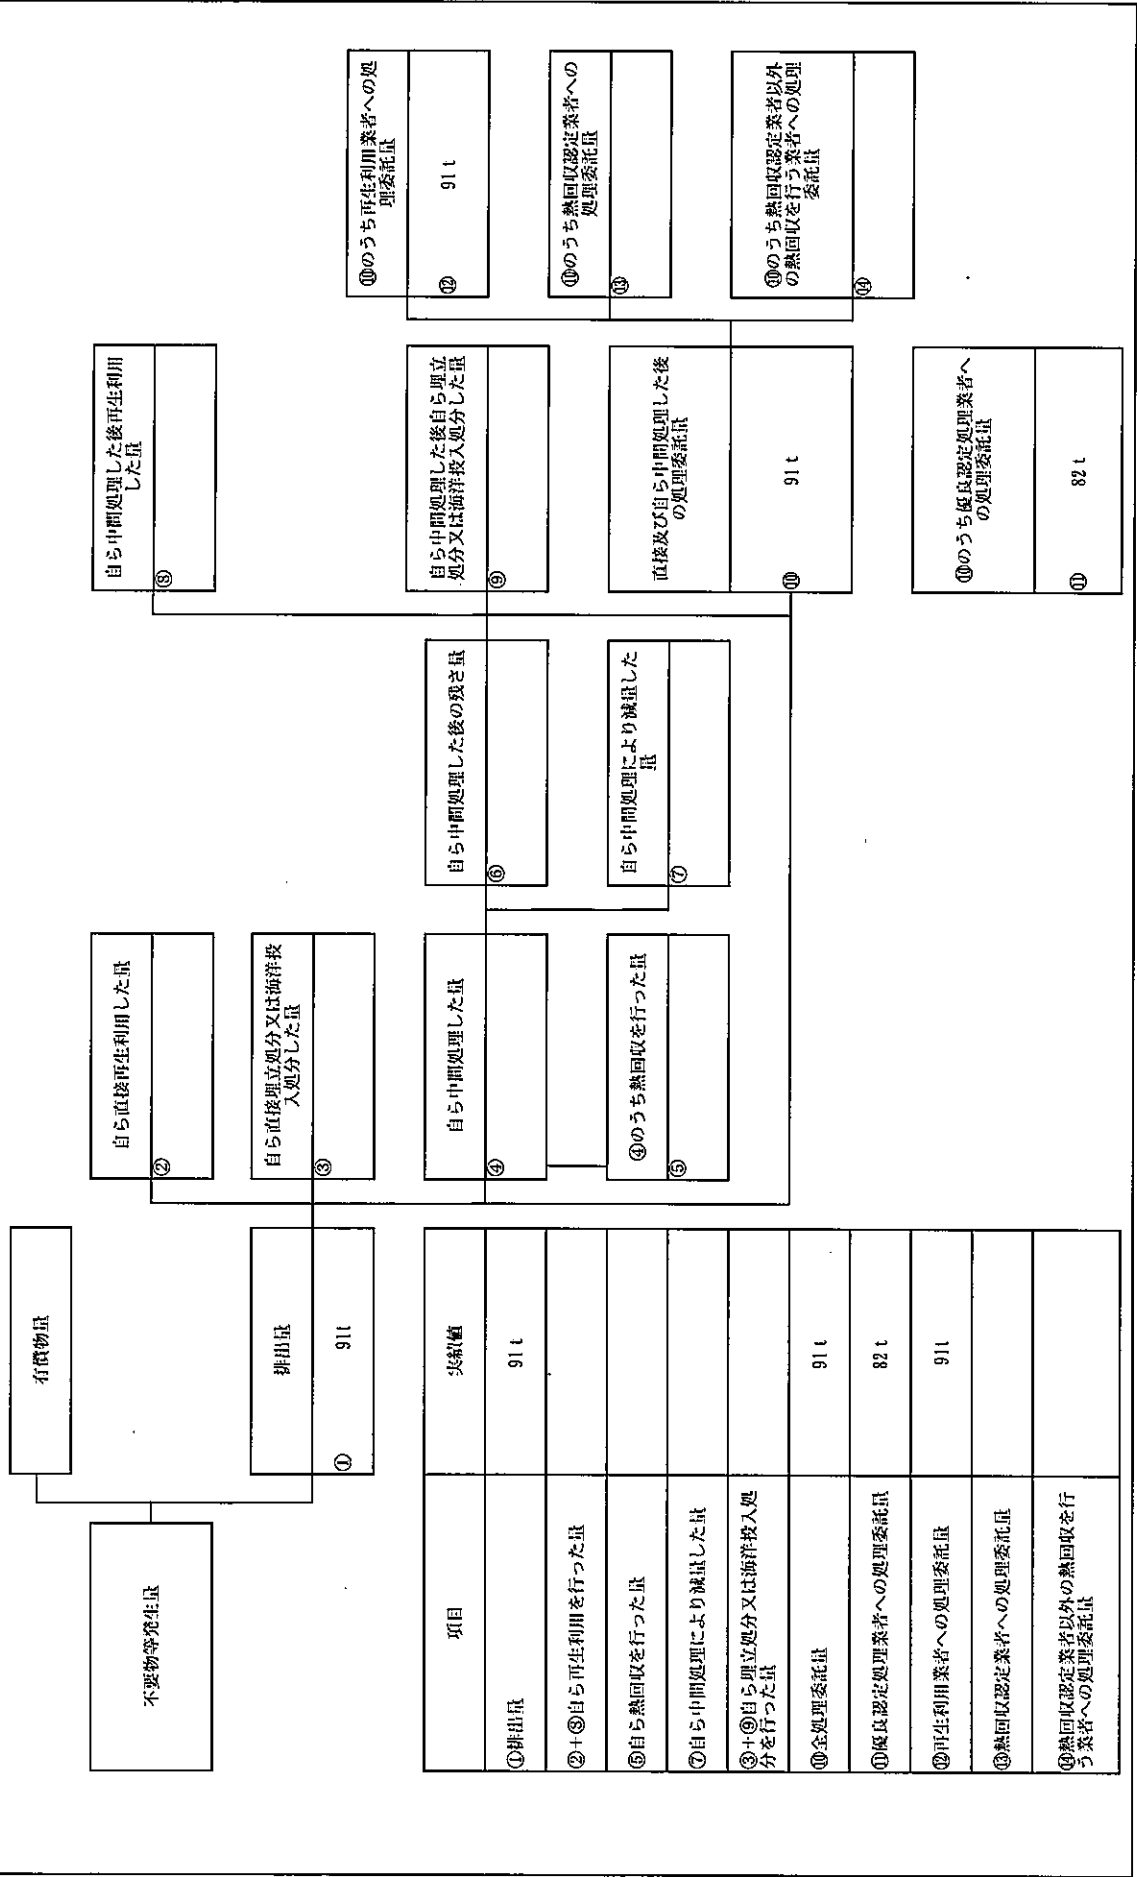 有償物量
不要物等発生量
排出量
① 91t
自ら直接再生利用した量
②
自ら直接埋立処分又は海洋投
入処分した量
③
自ら中間処理した量
④
④のうち熱回収を行った量
⑤
自ら中間処理した後の残さ量
⑥
自ら中間処理により減量した
量
⑦
自ら中間処理した後再生利用
した量
⑧
自ら中間処理した後自ら埋立
処分又は海洋投入処分した量
⑨
直接及び自ら中間処理した後
の処理委託量
⑩ 91t
⑩のうち優良認定処理業者へ
の処理委託量
⑪ 82t
⑩のうち再生利用業者への処
理委託量
⑫ 91t
⑩のうち熱回収認定業者への
処理委託量
⑬
⑩のうち熱回収認定業者以外
の熱回収を行う業者への処理
委託量
⑭
項目 実績値
①排出量 91t
②+⑧自ら再生利用を行った量
⑤自ら熱回収を行った量
⑦自ら中間処理により減量した量
③+⑨自ら埋立処分又は海洋投入処
分を行った量
⑩全処理委託量 91t
⑪優良認定処理業者への処理委託量 82t
⑫再生利用業者への処理委託量 91t
⑬熱回収認定業者への処理委託量
⑭熱回収認定業者以外の熱回収を行
う業者への処理委託量